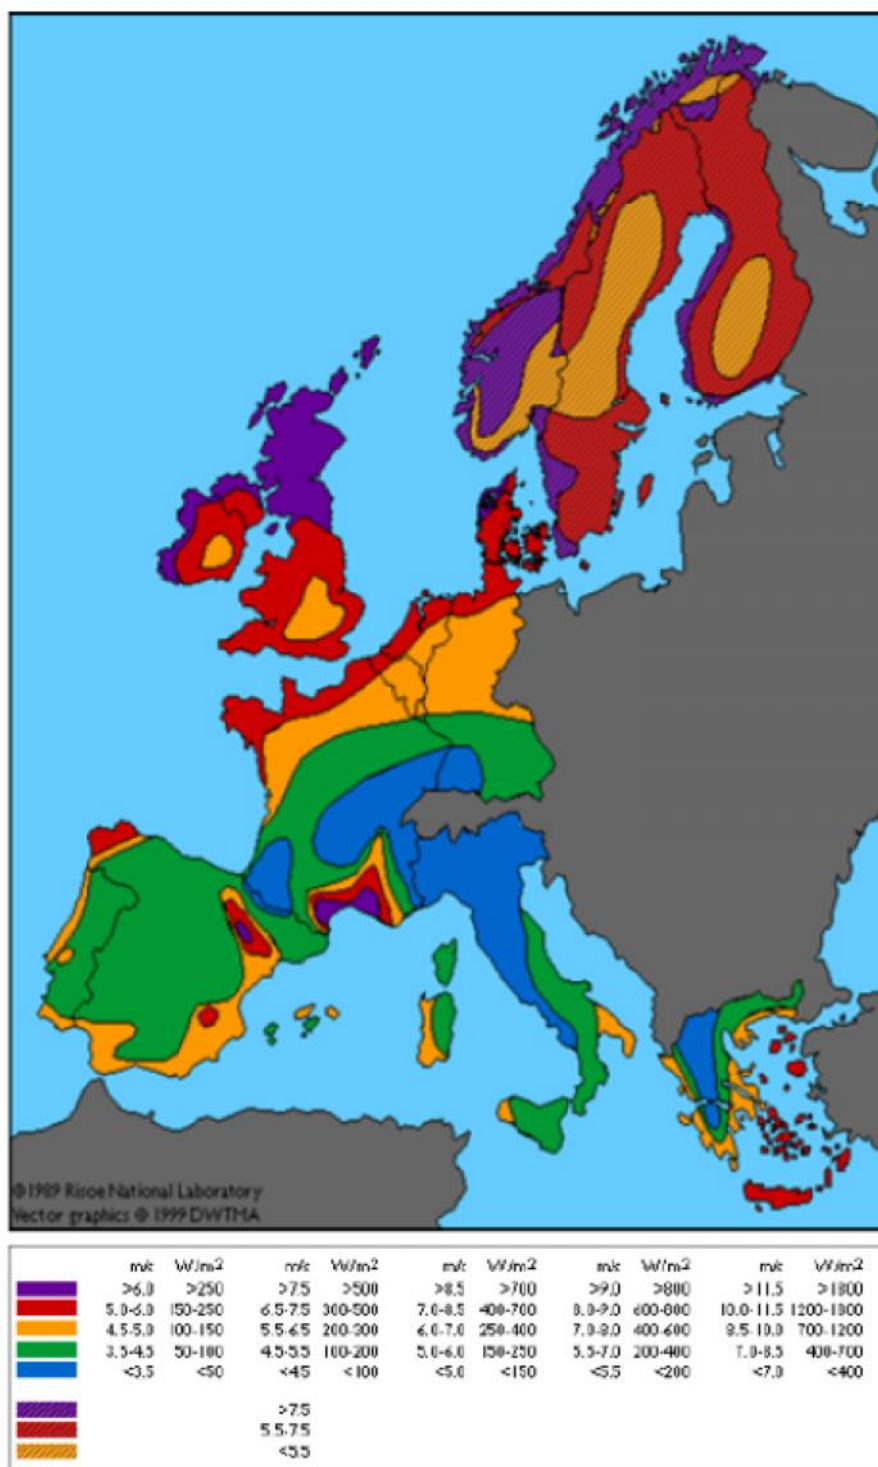 ©1989 Risoe National Laboratory
Vector graphics © 1999 DWTMA
m/s W/m2 m/s W/m2 m/s W/m2 m/s W/m2 m/s W/m2
>6.0 >250 >7.5 >500 >8.5 >700 >9.0 >800 >11.5 >1800
5.0-6.0 150-250 6.5-7.5 300-500 7.0-8.5 400-700 8.0-9.0 600-800 10.0-11.5 1200-1800
4.5-5.0 100-150 5.5-6.5 200-300 6.0-7.0 250-400 7.0-8.0 400-600 8.5-10.0 700-1200
3.5-4.5 50-100 4.5-5.5 100-200 5.0-6.0 150-250 5.5-7.0 200-400 7.0-8.5 400-700
<3.5 <50 <4.5 <100 <5.0 <150 <5.5 <200 <7.0 <400
>7.5
5.5-7.5
<5.5